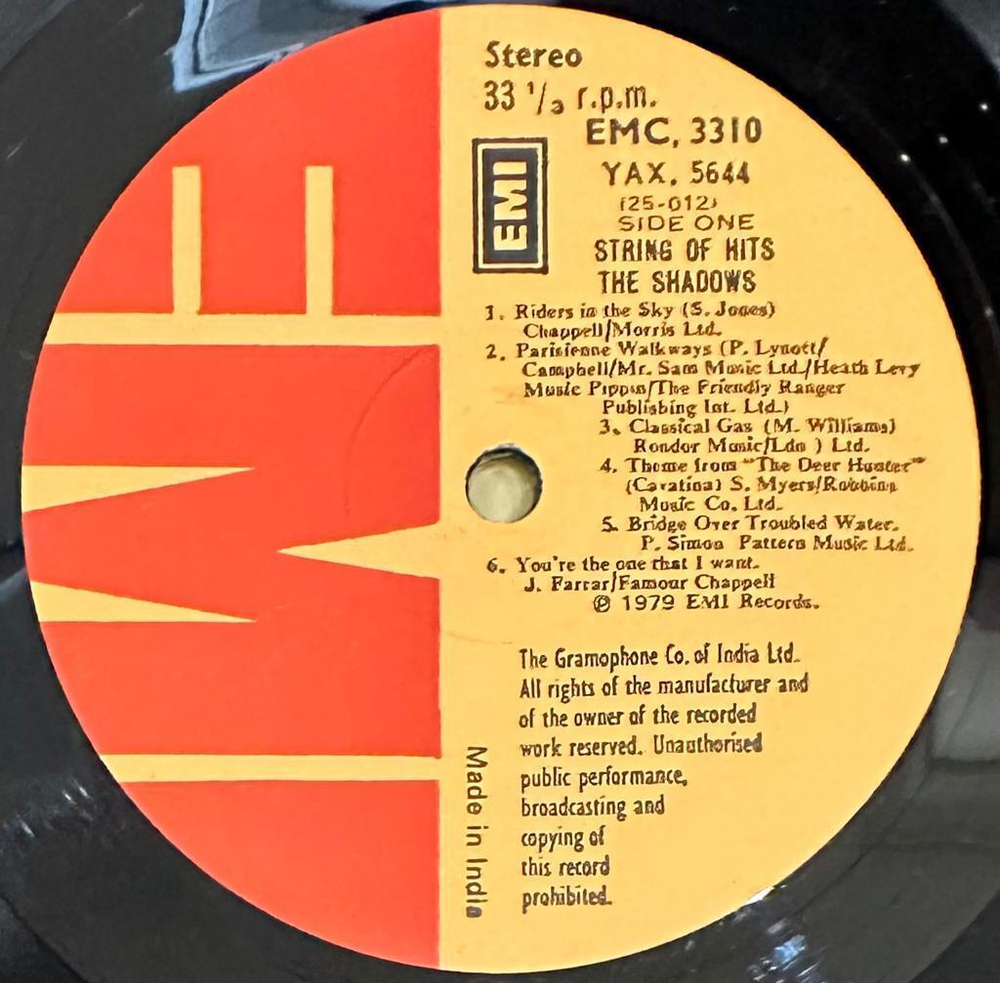 Stereo
33 1/3 r.p.m.
EMC, 3310
YAX. 5644
(25-012)
SIDE ONE
EMI
STRING OF HITS
THE SHADOWS
1. Riders in the Sky (S. Jones)
Chappell/Morris Ltd.
2. Parisienne Walkways (P. Lynott/
Campbell/Mr. Sam Music Ltd/Heath Levy
Music Pippin/The Friendly Ranger
Publishing Int. Ltd.)
3. Classical Gas (M. Williams)
Rondor Music/Ldn ) Ltd.
4. Theme from "The Deer Hunter"
(Cavatina) S. Myers/Robbins
Music Co. Ltd.
5. Bridge Over Troubled Water.
P. Simon Pattern Music Ltd.
6. You're the one that I want.
J. Farrar/Famour Chappell
℗ 1979 EMI Records.
The Gramophone Co. of India Ltd.
All rights of the manufacturer and
of the owner of the recorded
work reserved. Unauthorised
public performance,
broadcasting and
copying of
this record
prohibited.
Made in India
EMI